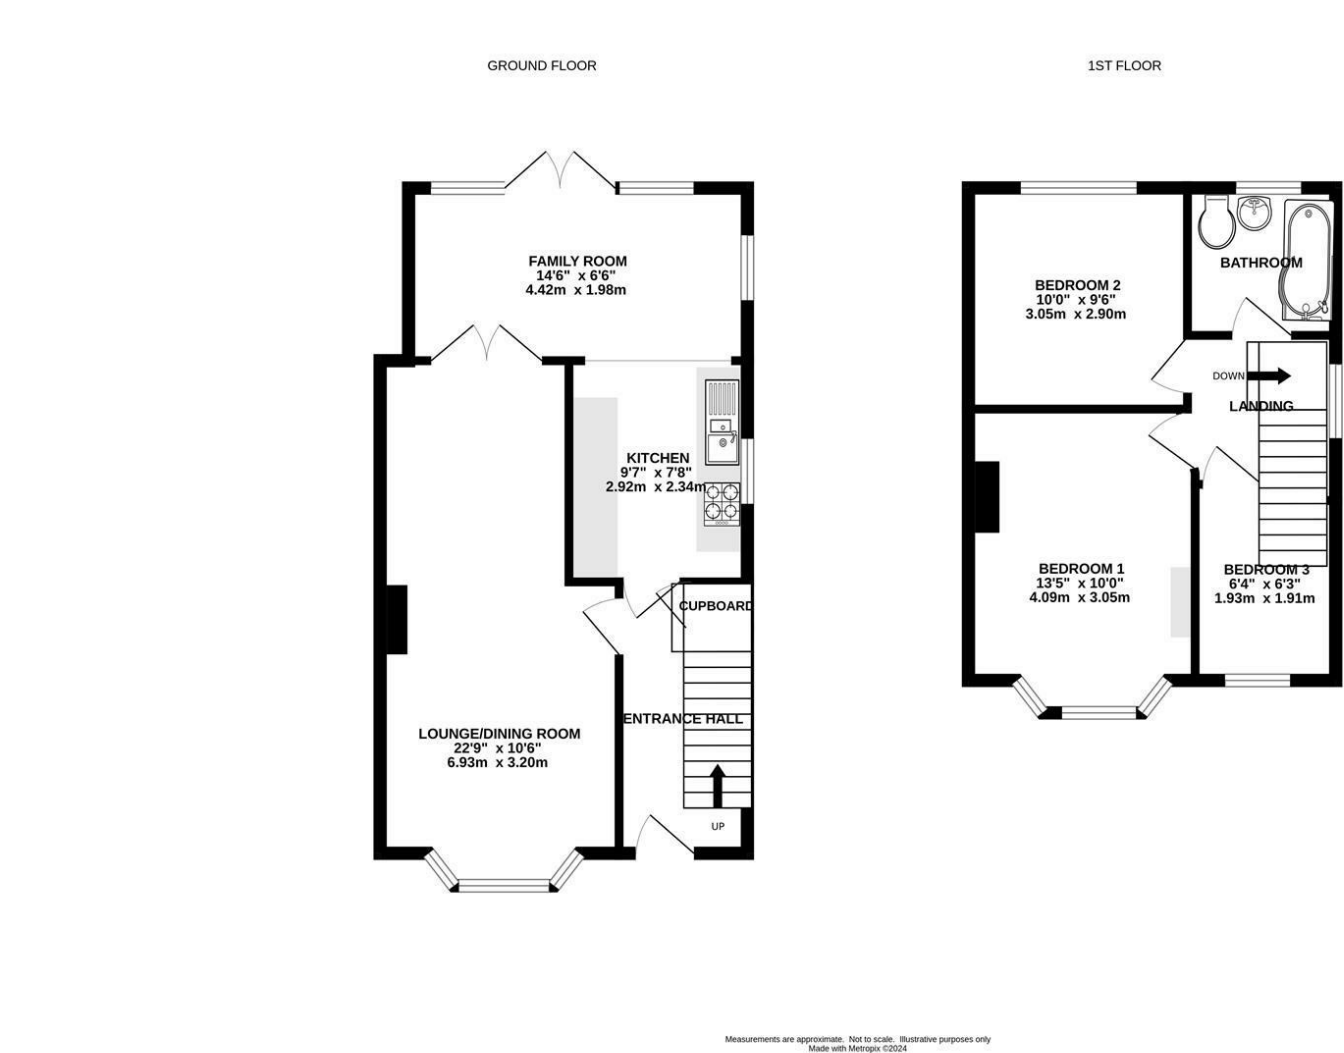 GROUND FLOOR
1ST FLOOR
FAMILY ROOM
14'6" x 6'6"
4.42m x 1.98m
KITCHEN
9'7" x 7'8"
2.92m x 2.34m
CUPBOARD
ENTRANCE HALL
LOUNGE/DINING ROOM
22'9" x 10'6"
6.93m x 3.20m
UP
BATHROOM
BEDROOM 2
10'0" x 9'6"
3.05m x 2.90m
DOWN
LANDING
BEDROOM 1
13'5" x 10'0"
4.09m x 3.05m
BEDROOM 3
6'4" x 6'3"
1.93m x 1.91m
Measurements are approximate. Not to scale. Illustrative purposes only
Made with Metropix ©2024